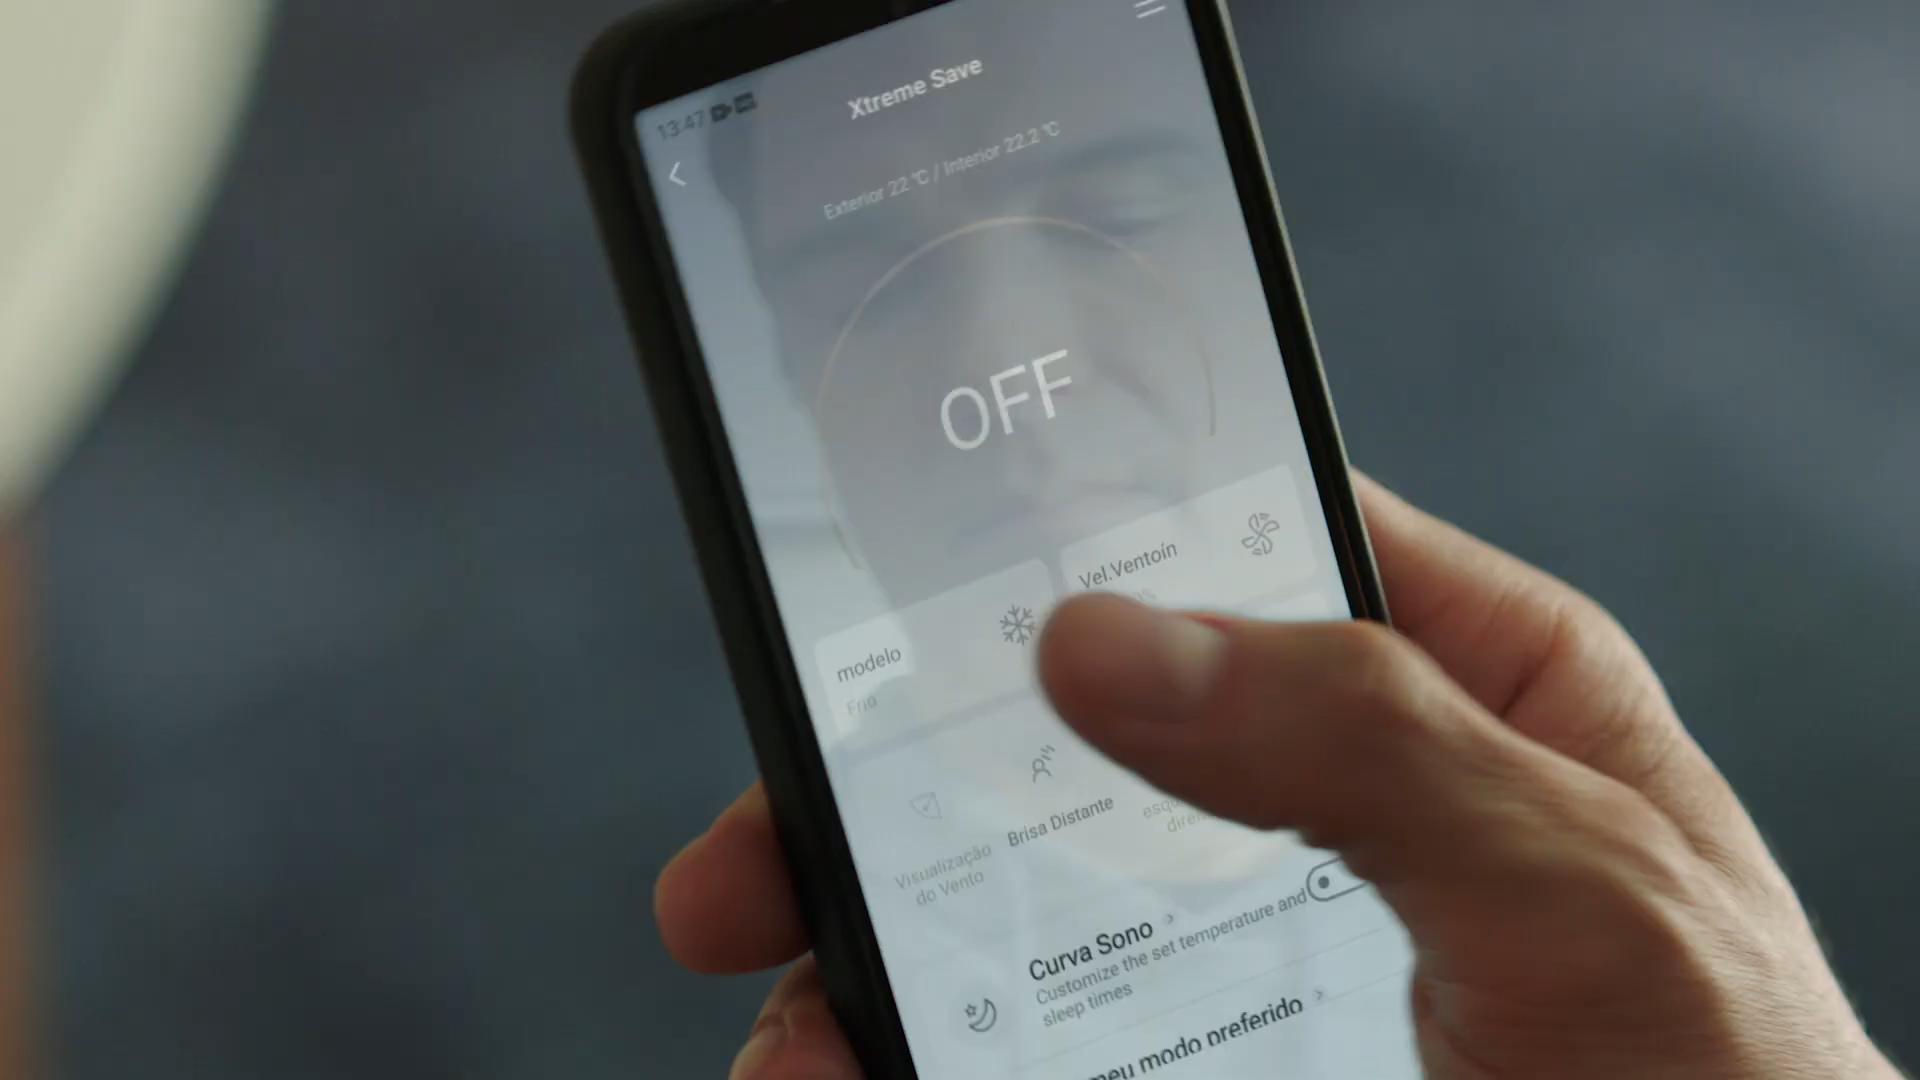 13:47
Xtreme Save
Exterior 22 °C / Interior 22.2 °C
OFF
Vel.Ventoín
modelo
Frio
Brisa Distante
Visualização
do Vento
Curva Sono >
Customize the set temperature and
sleep times
meu modo preferido >